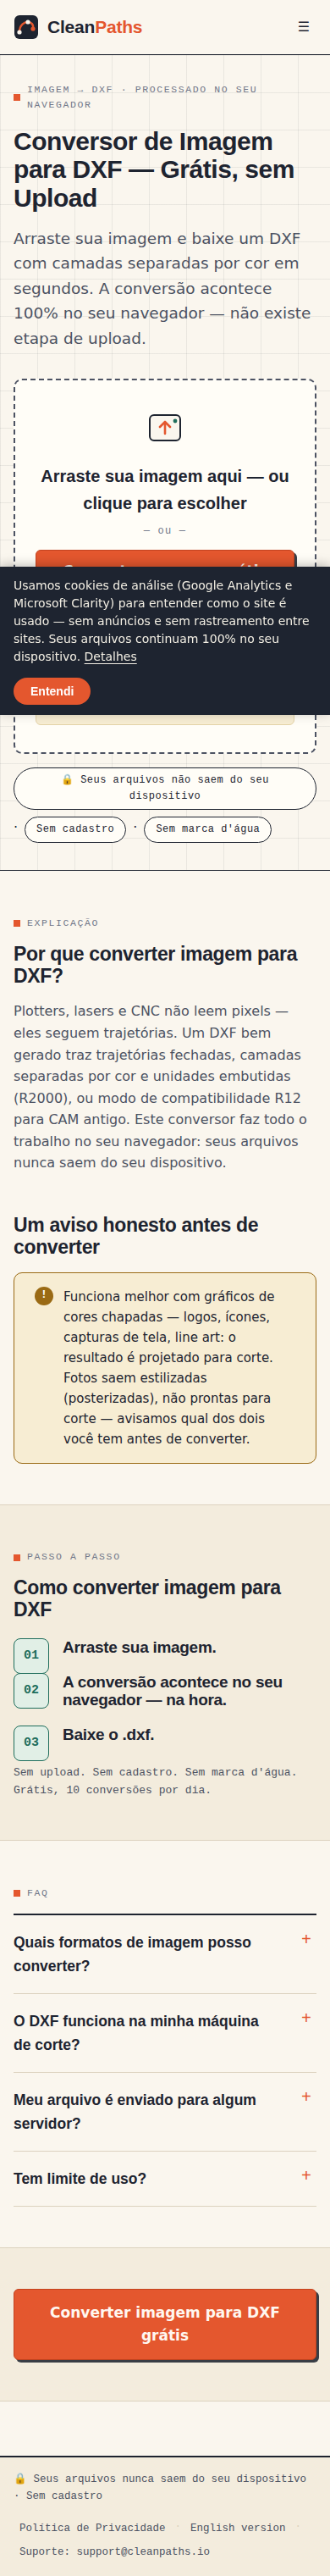 CleanPaths
☰
IMAGEM → DXF · PROCESSADO NO SEU
NAVEGADOR
Conversor de Imagem
para DXF — Grátis, sem
Upload
Arraste sua imagem e baixe um DXF
com camadas separadas por cor em
segundos. A conversão acontece
100% no seu navegador — não existe
etapa de upload.
Arraste sua imagem aqui — ou
clique para escolher
— ou —
Usamos cookies de análise (Google Analytics e
Microsoft Clarity) para entender como o site é
usado — sem anúncios e sem rastreamento entre
sites. Seus arquivos continuam 100% no seu
dispositivo. Detalhes
Entendi
🔒 Seus arquivos não saem do seu
dispositivo
· Sem cadastro · Sem marca d'água
EXPLICAÇÃO
Por que converter imagem para
DXF?
Plotters, lasers e CNC não leem pixels —
eles seguem trajetórias. Um DXF bem
gerado traz trajetórias fechadas, camadas
separadas por cor e unidades embutidas
(R2000), ou modo de compatibilidade R12
para CAM antigo. Este conversor faz todo o
trabalho no seu navegador: seus arquivos
nunca saem do seu dispositivo.
Um aviso honesto antes de
converter
! Funciona melhor com gráficos de
cores chapadas — logos, ícones,
capturas de tela, line art: o
resultado é projetado para corte.
Fotos saem estilizadas
(posterizadas), não prontas para
corte — avisamos qual dos dois
você tem antes de converter.
PASSO A PASSO
Como converter imagem para
DXF
01 Arraste sua imagem.
02 A conversão acontece no seu
navegador — na hora.
03 Baixe o .dxf.
Sem upload. Sem cadastro. Sem marca d'água.
Grátis, 10 conversões por dia.
FAQ
Quais formatos de imagem posso +
converter?
O DXF funciona na minha máquina +
de corte?
Meu arquivo é enviado para algum +
servidor?
Tem limite de uso? +
Converter imagem para DXF
grátis
🔒 Seus arquivos nunca saem do seu dispositivo
· Sem cadastro
Política de Privacidade · English version ·
Suporte: support@cleanpaths.io